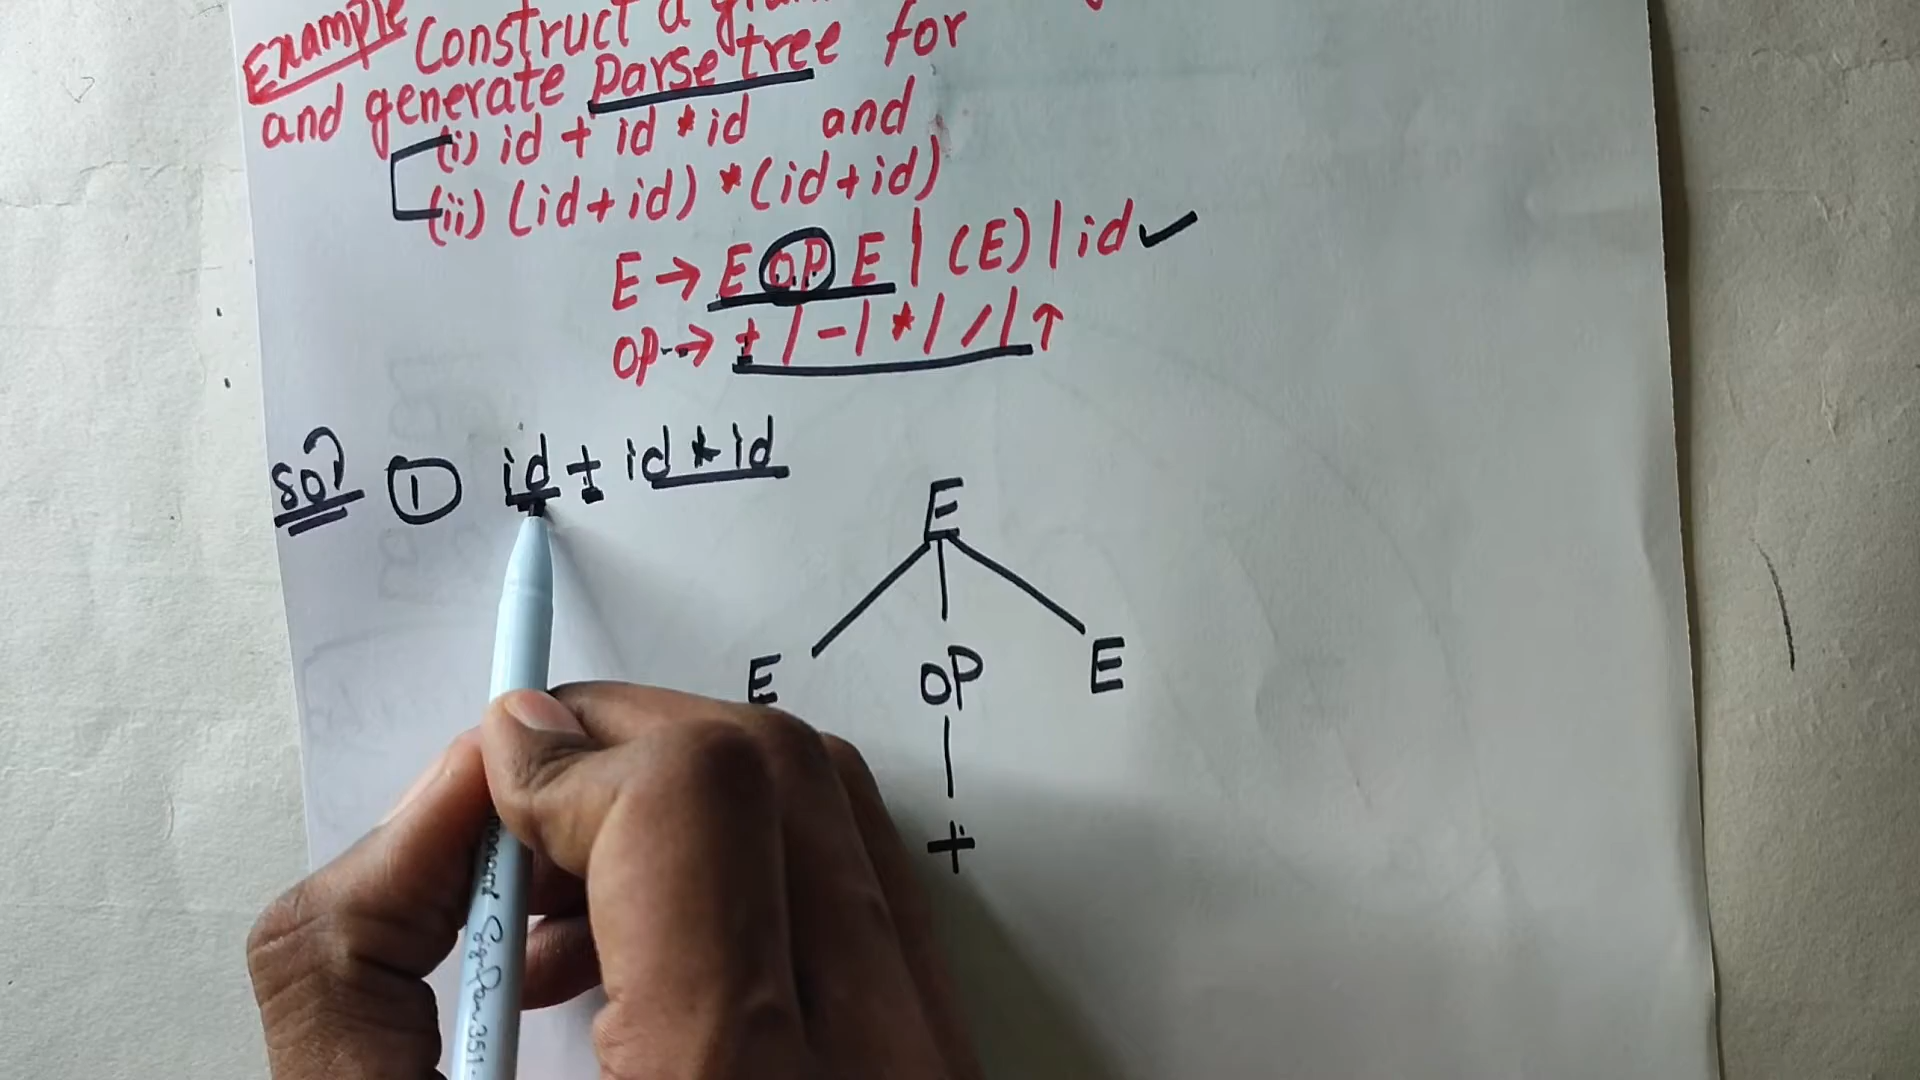 Example Construct a
and generate Parse tree for
(i) id + id * id and
(ii) (id + id) * (id + id)
E → E OP E | (E) | id ✓
OP → + | - | * | / | ↑
Sol ① id + id * id
E
E OP E
+